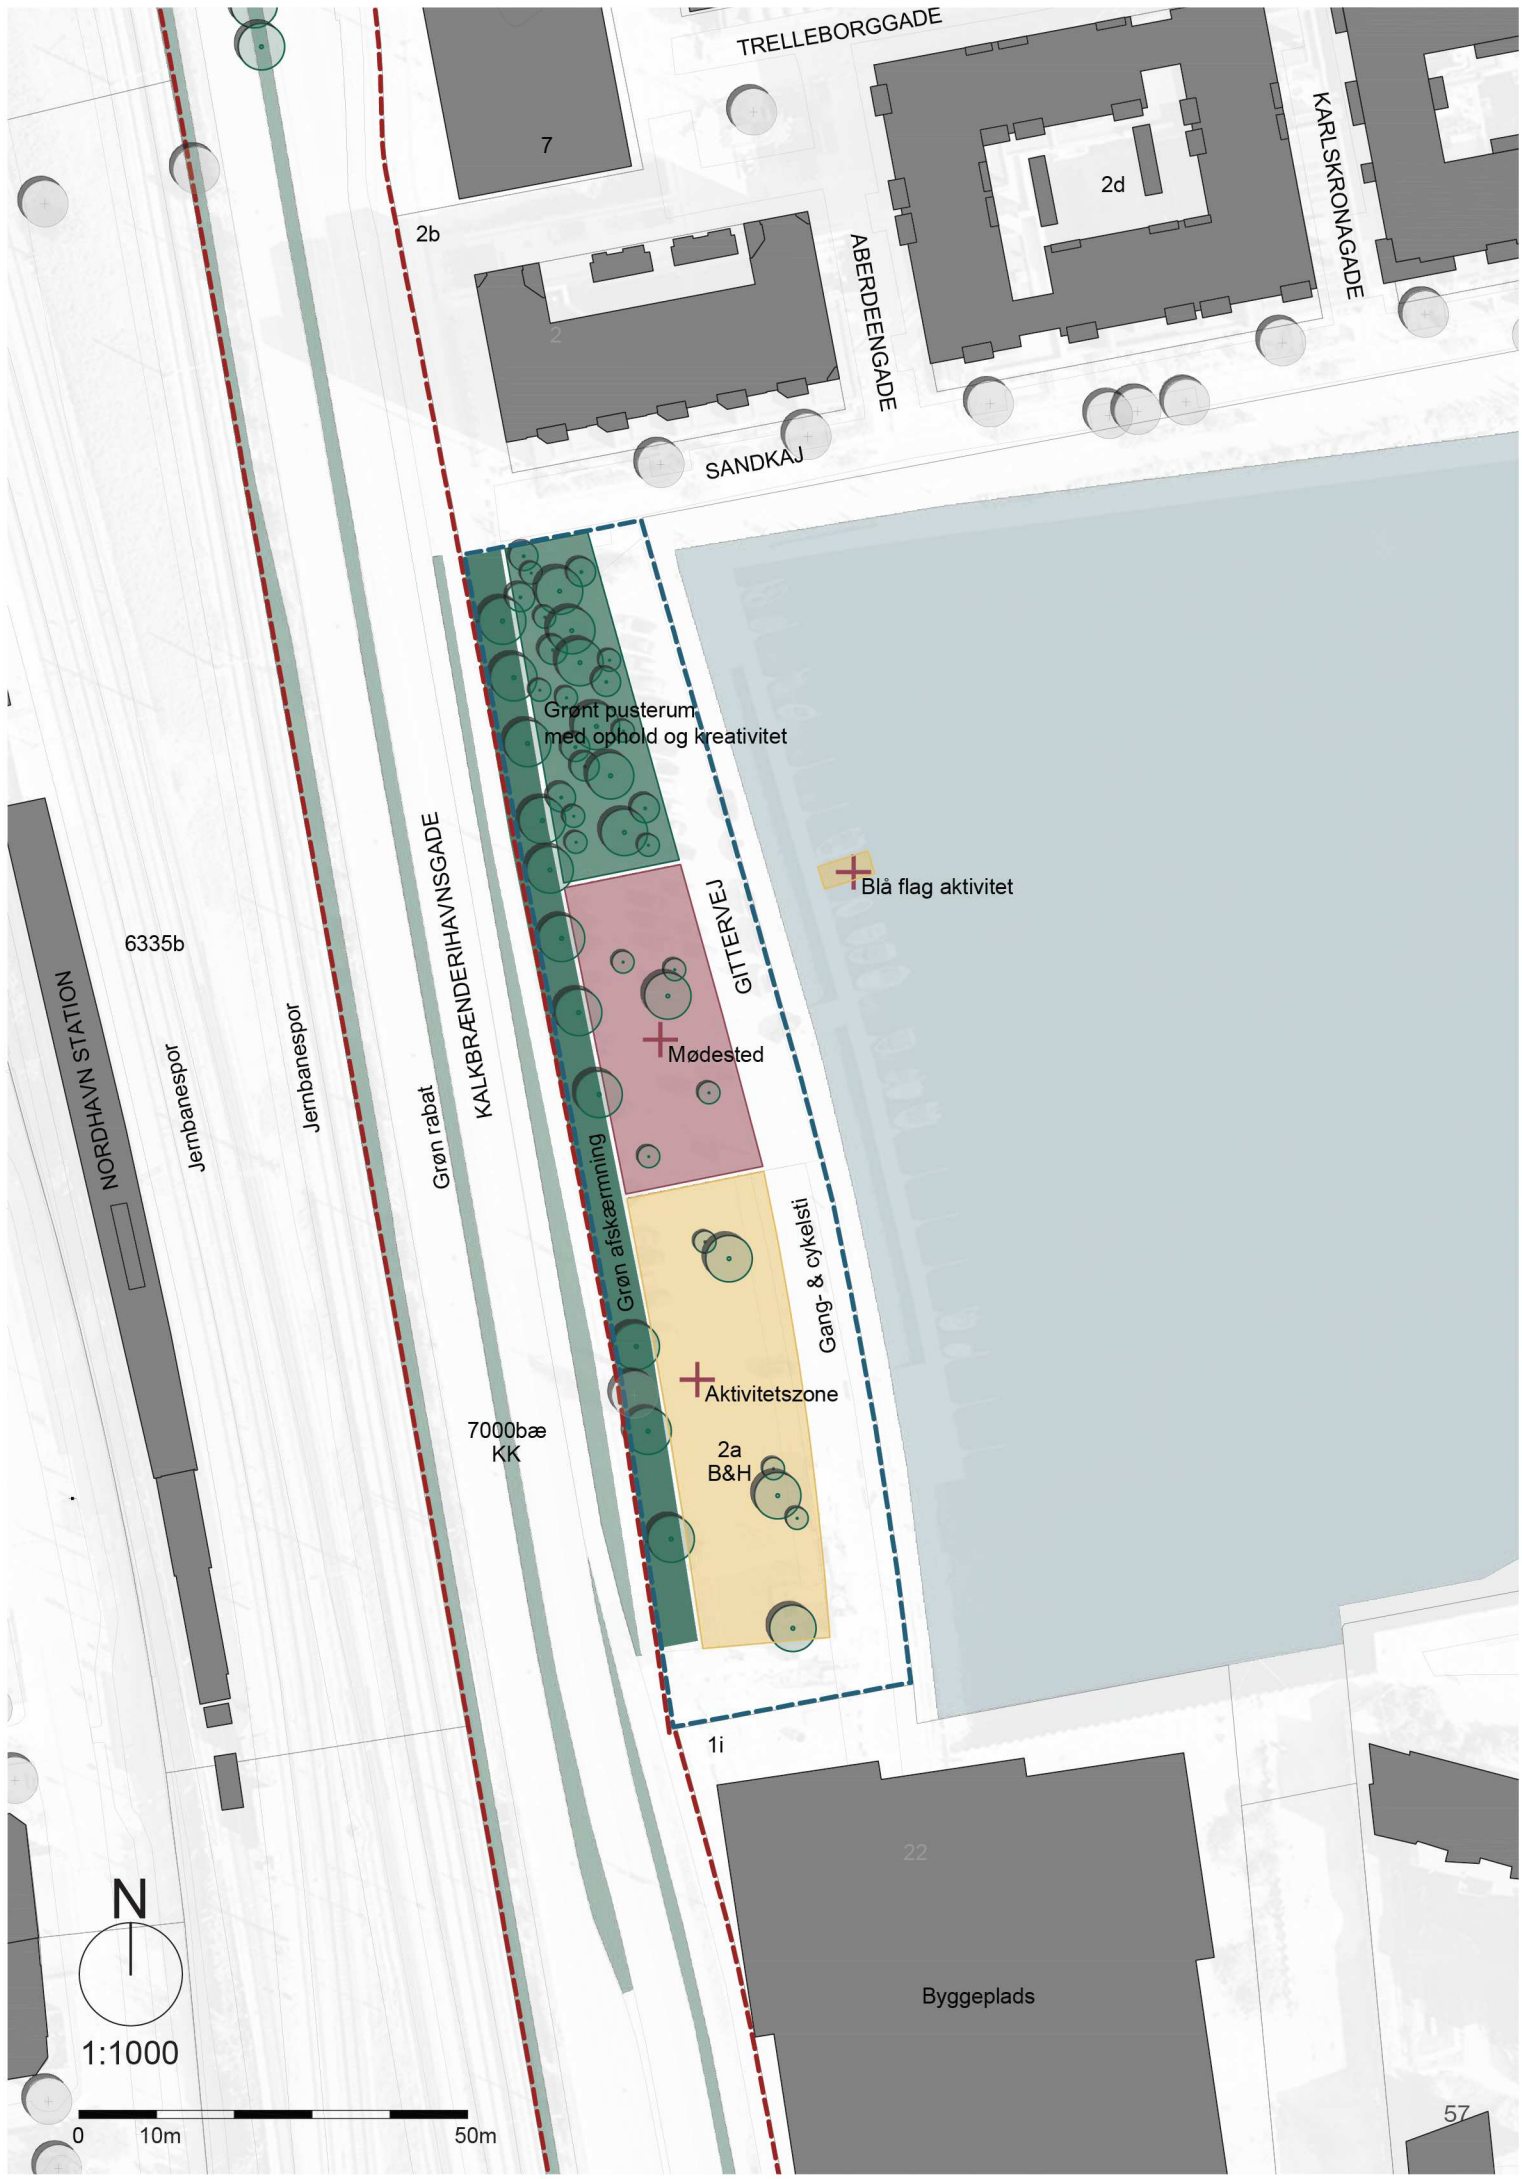 TRELLEBORGGADE
KARLSKRONAGADE
7
2d
2b
ABERDEENGADE
2
SANDKAJ
Grønt pusterum
med ophold og kreativitet
KALKBRÆNDERIHAVNSGADE
GITTERVEJ
Blå flag aktivitet
6335b
NORDHAVN STATION
Jernbanespor
Jernbanespor
Grøn rabat
Mødested
Grøn afskærmning
Gang- & cykelsti
Aktivitetszone
7000bæ
KK
2a
B&H
1i
22
Byggeplads
N
1:1000
0 10m 50m
57